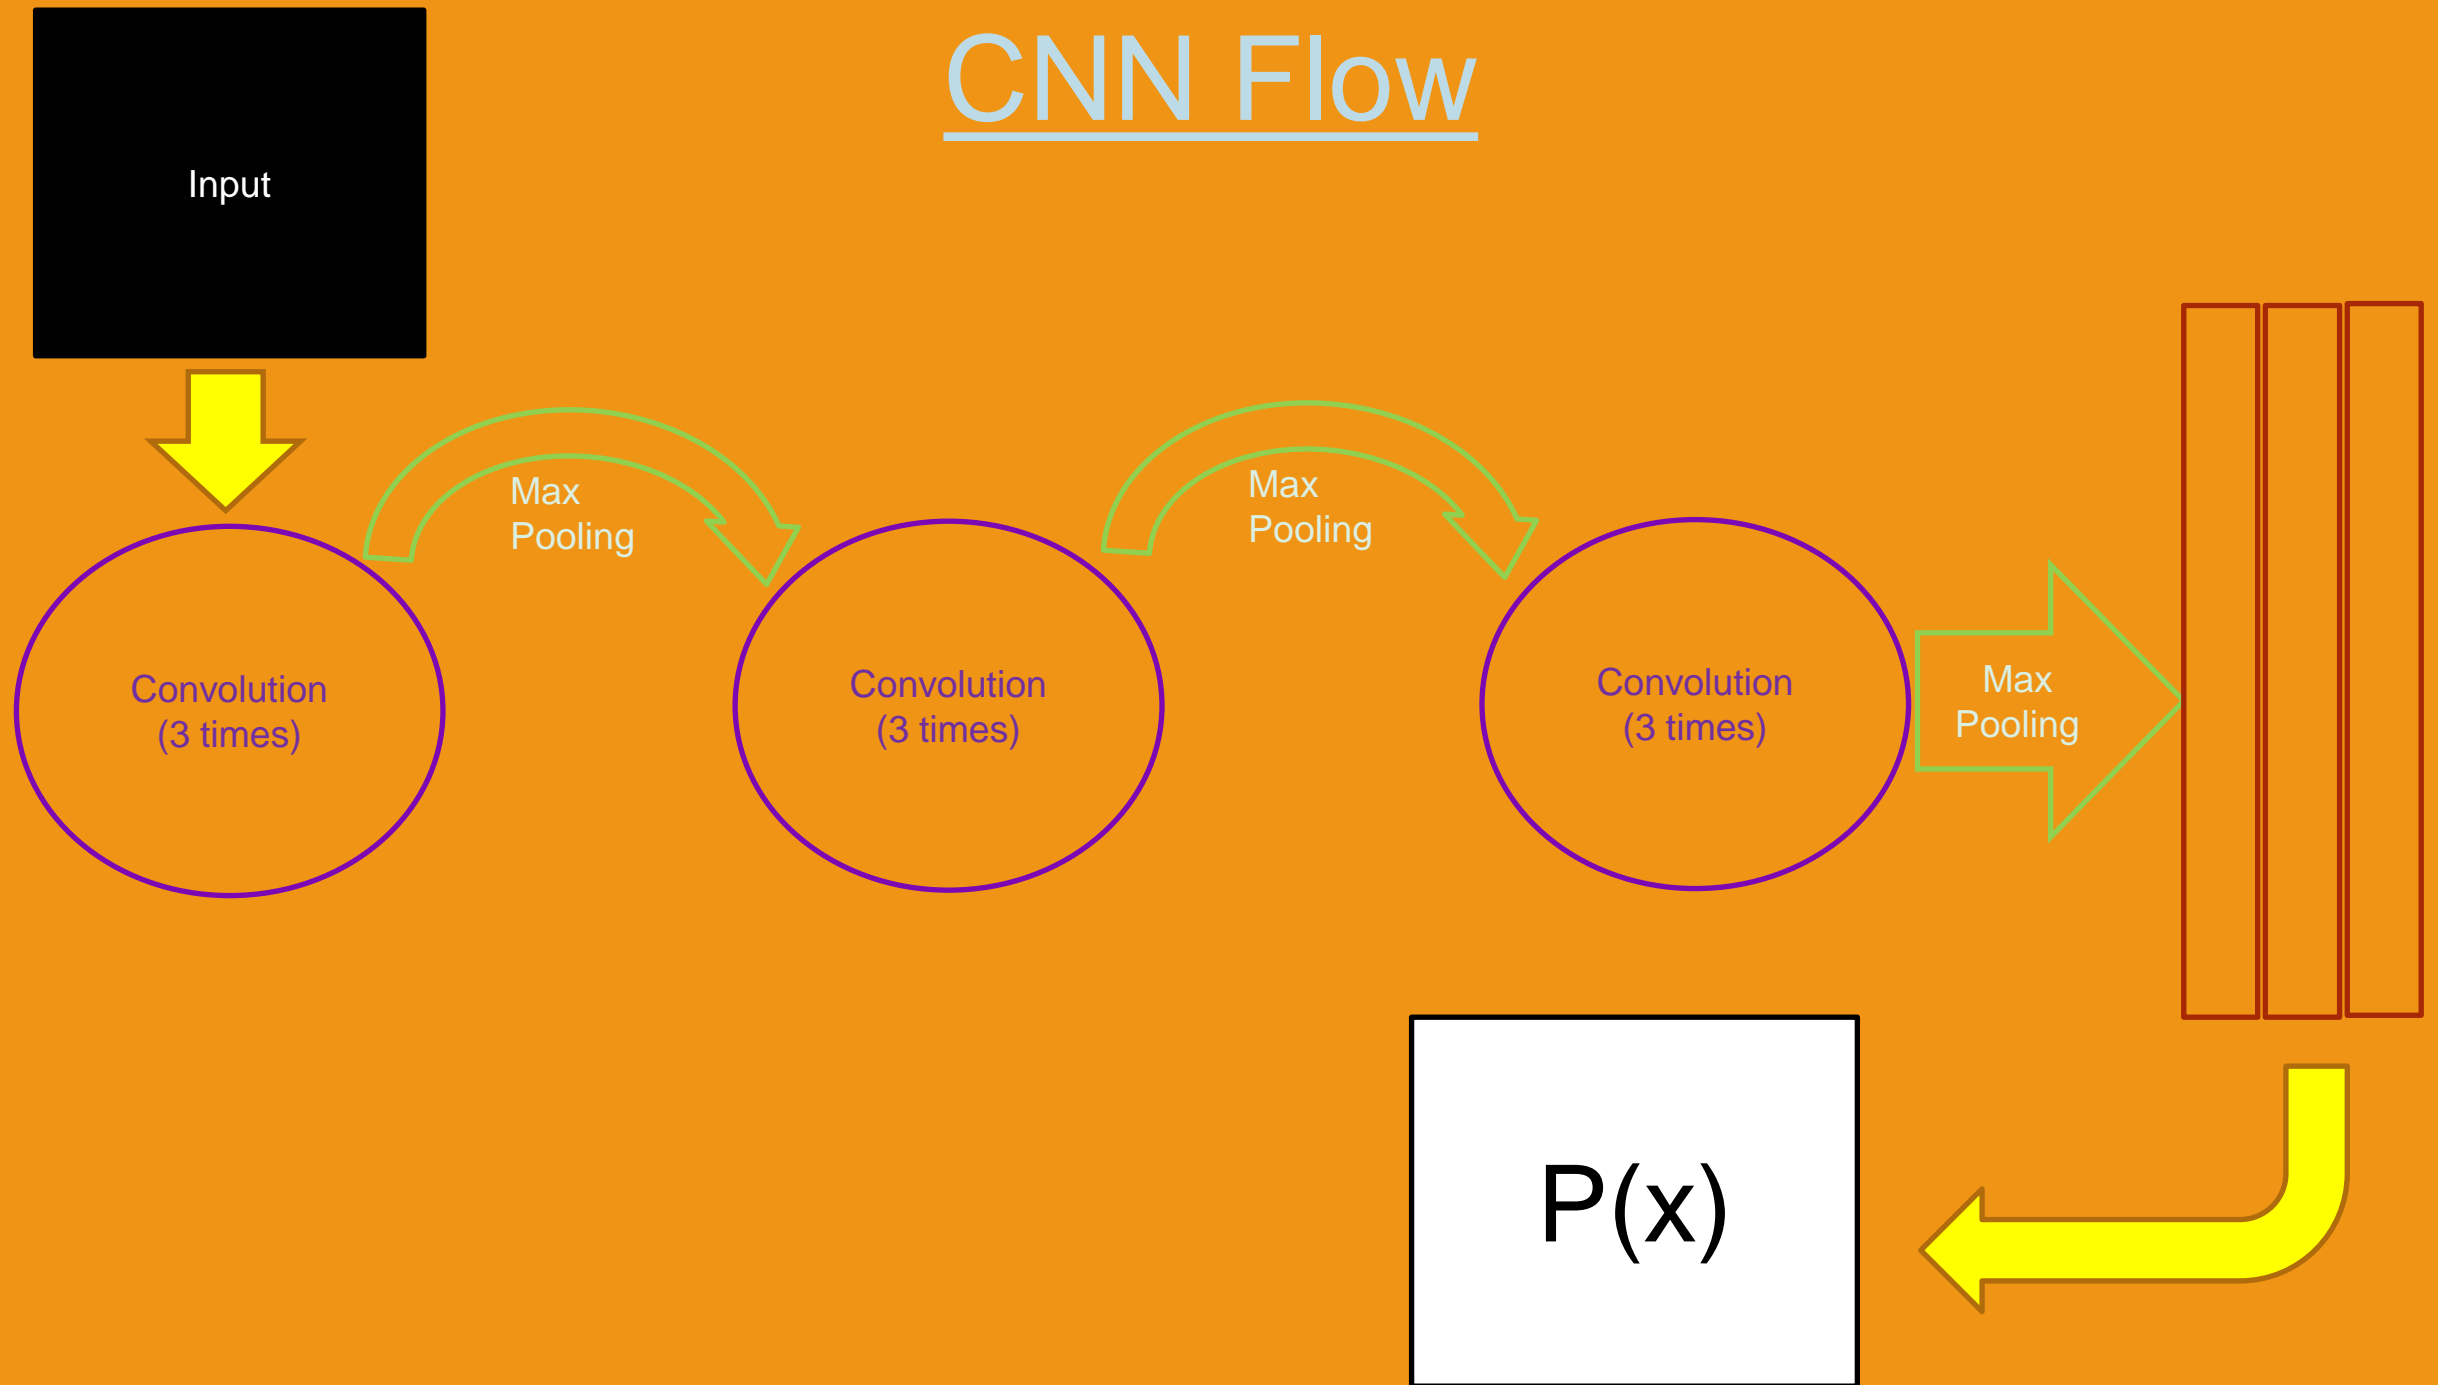 CNN Flow
Input
Max
Pooling
Max
Pooling
Convolution
(3 times)
Convolution
(3 times)
Convolution
(3 times)
Max
Pooling
P(x)